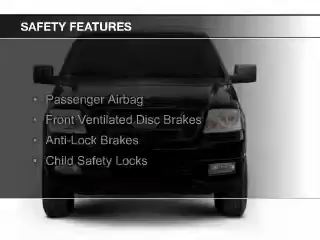 SAFETY FEATURES
• Passenger Airbag
• Front Ventilated Disc Brakes
• Anti-Lock Brakes
• Child Safety Locks